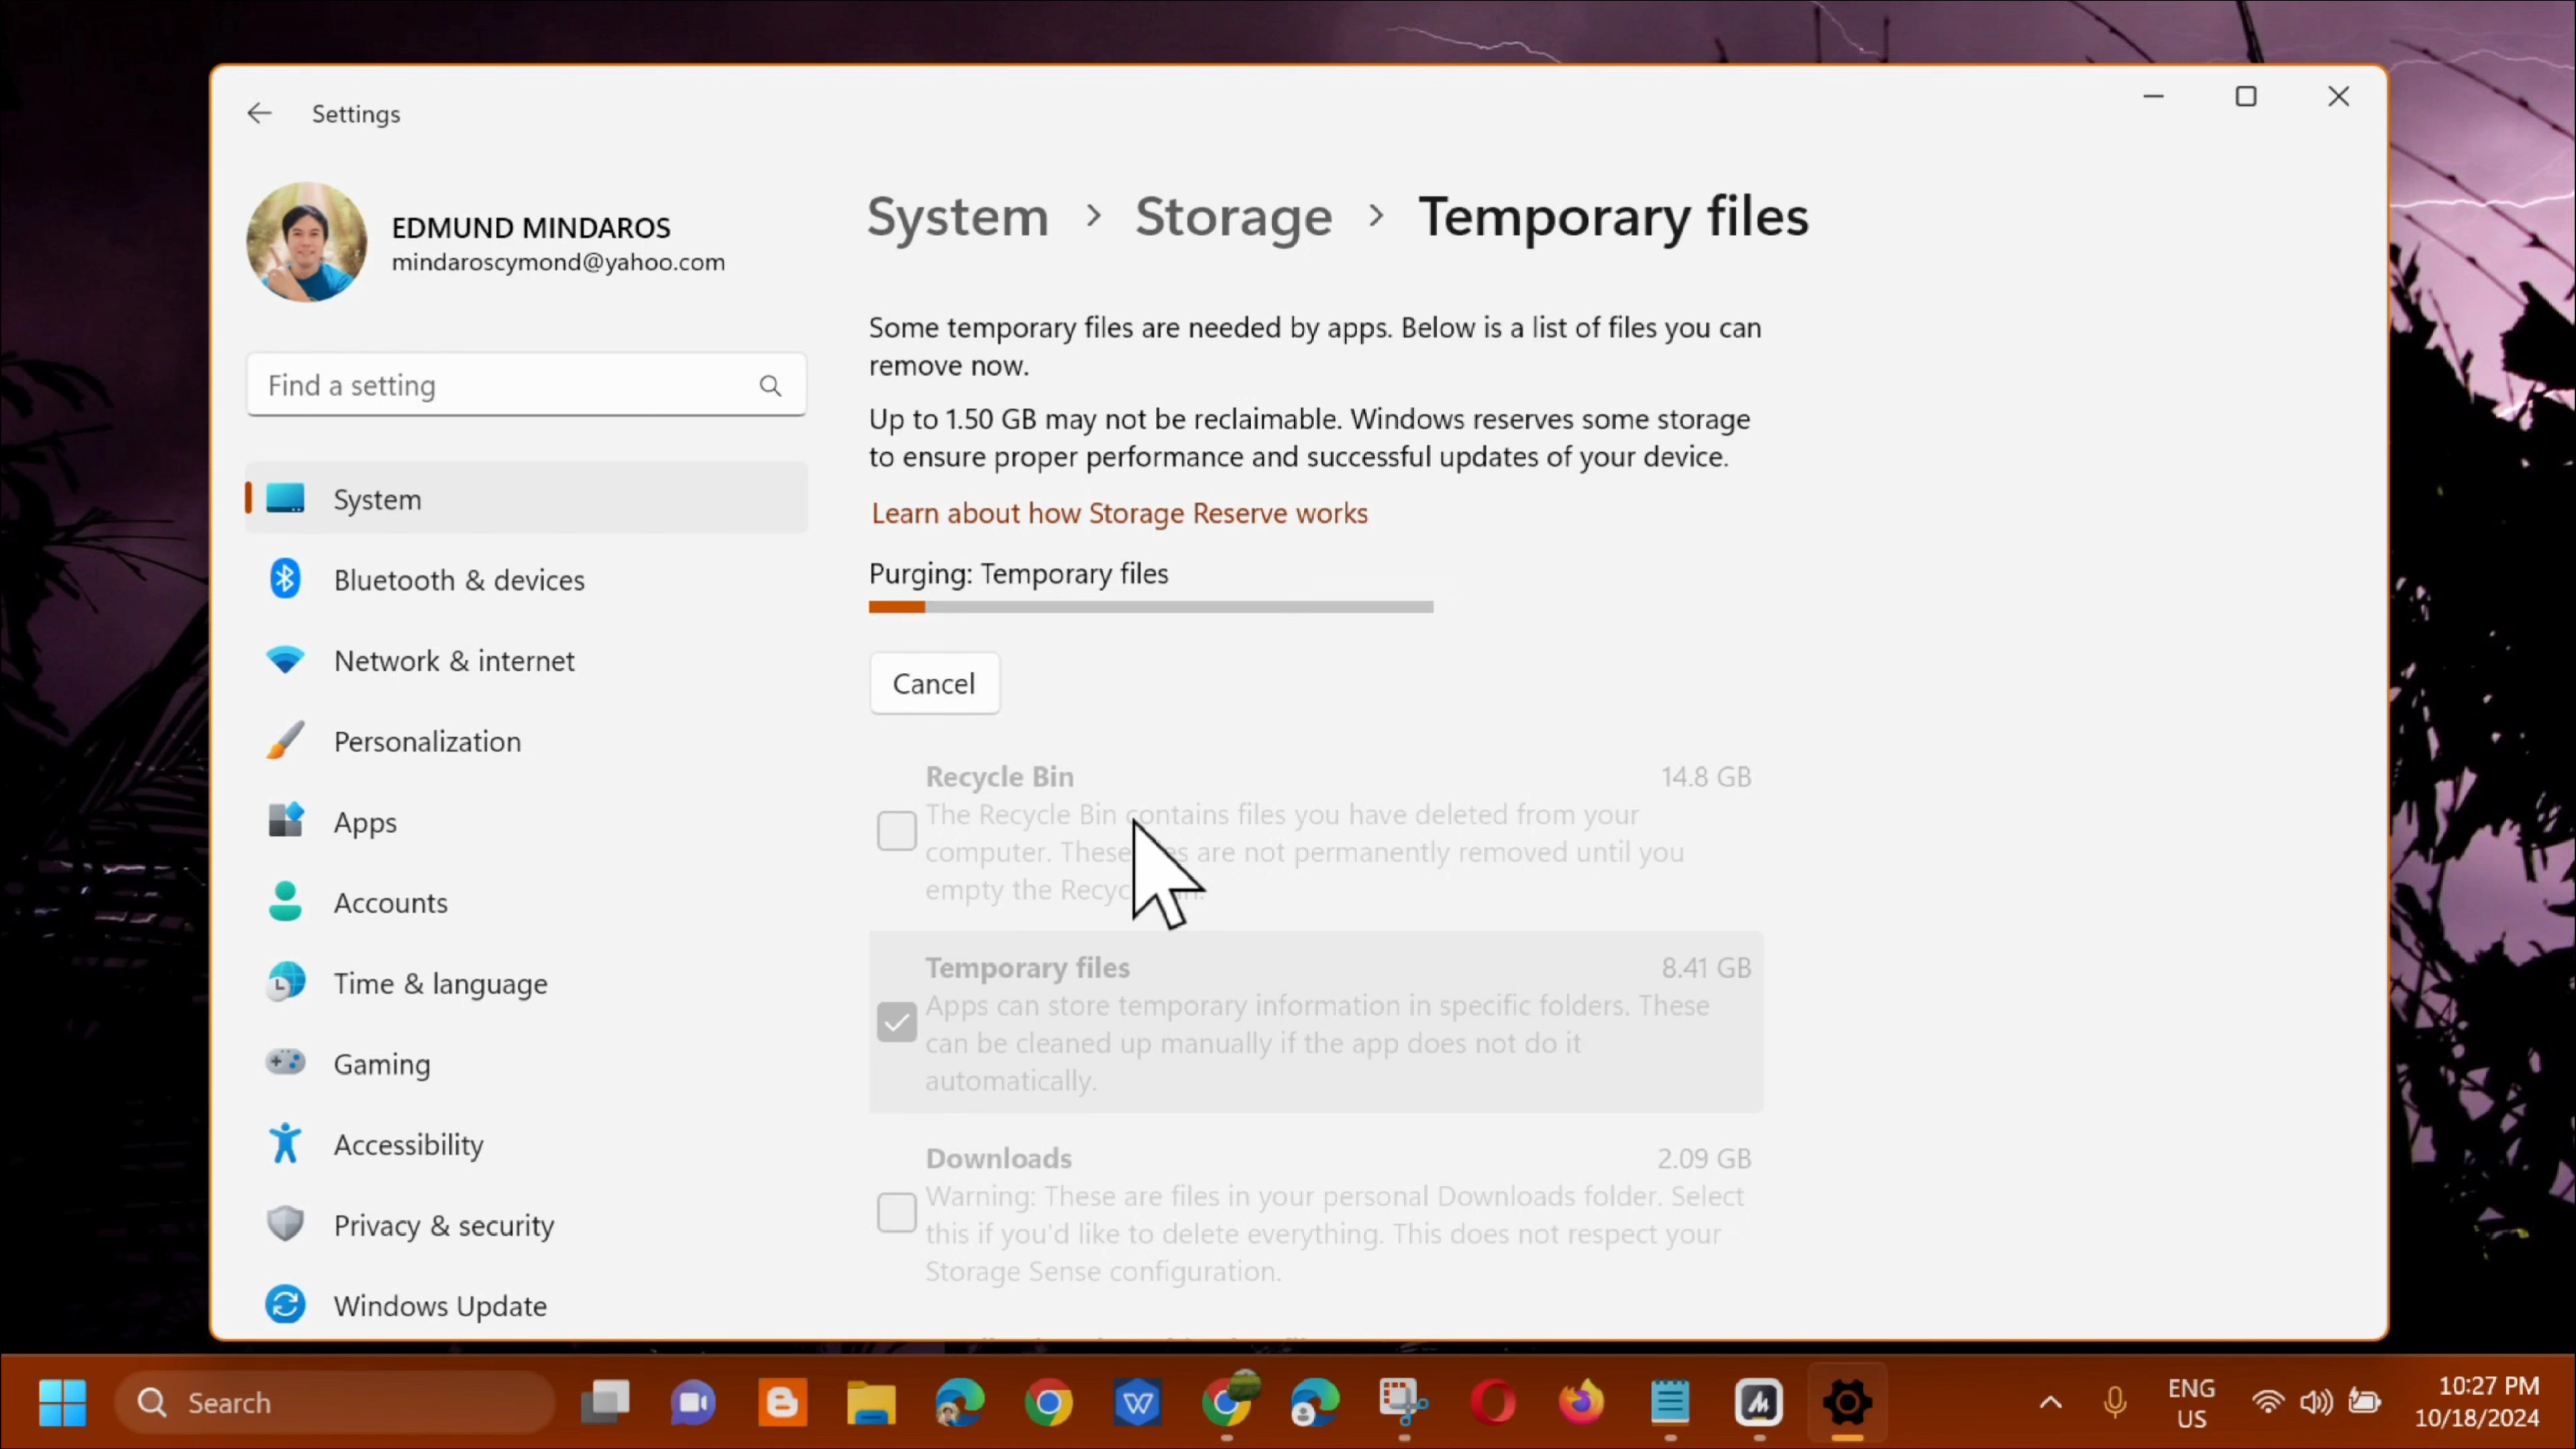 Settings
EDMUND MINDAROS
mindaroscymond@yahoo.com
Find a setting
System
Bluetooth & devices
Network & internet
Personalization
Apps
Accounts
Time & language
Gaming
Accessibility
Privacy & security
Windows Update
System > Storage > Temporary files
Some temporary files are needed by apps. Below is a list of files you can
remove now.
Up to 1.50 GB may not be reclaimable. Windows reserves some storage
to ensure proper performance and successful updates of your device.
Learn about how Storage Reserve works
Purging: Temporary files
Cancel
Recycle Bin 14.8 GB
The Recycle Bin contains files you have deleted from your
computer. These are not permanently removed until you
empty the
Temporary files 8.41 GB
Apps can store temporary information in specific folders. These
can be cleaned up manually if the app does not do it
automatically.
Downloads 2.09 GB
Warning: These are files in your personal Downloads folder. Select
this if you'd like to delete everything. This does not respect your
Storage Sense configuration.
Search
ENG
US
10:27 PM
10/18/2024